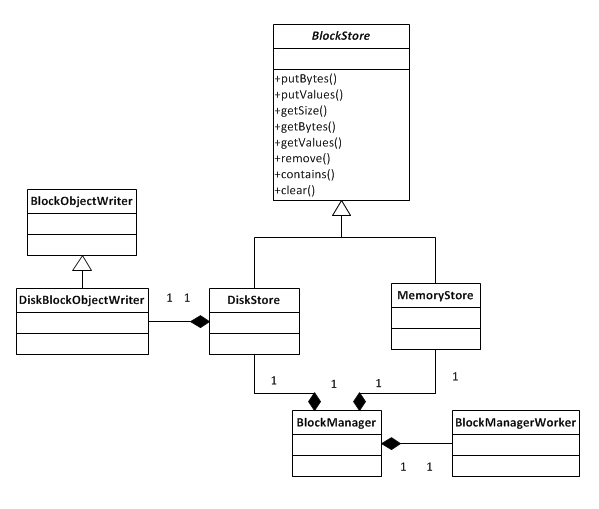 BlockStore
+putBytes()
+putValues()
+getSize()
+getBytes()
+getValues()
+remove()
+contains()
+clear()
BlockObjectWriter
DiskBlockObjectWriter
1 1
DiskStore
MemoryStore
1
1
1
1
BlockManager
BlockManagerWorker
1 1